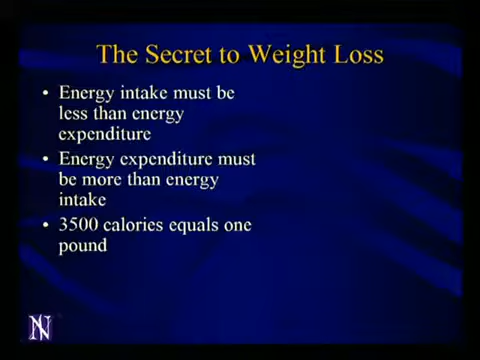 The Secret to Weight Loss
• Energy intake must be
less than energy
expenditure
• Energy expenditure must
be more than energy
intake
• 3500 calories equals one
pound
N